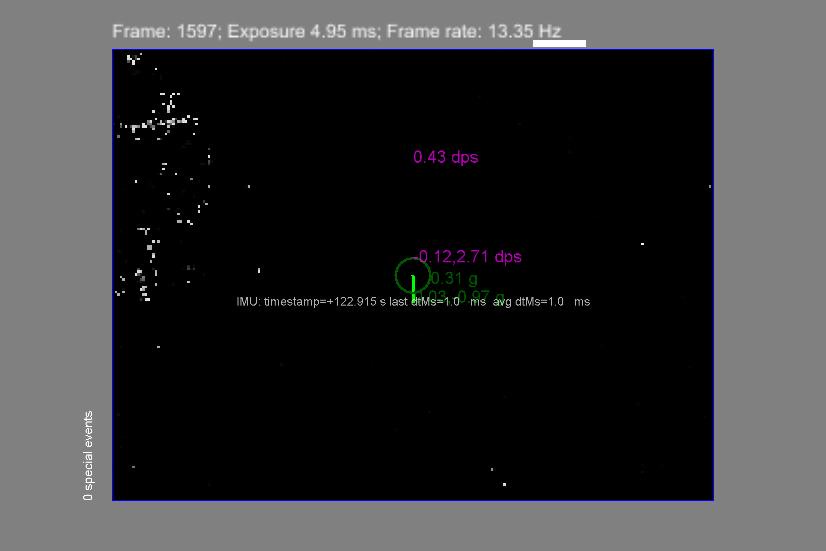 Frame: 1597; Exposure 4.95 ms; Frame rate: 13.35 Hz
0.43 dps
-0.12,2.71 dps
0.31 g
0.97 g
IMU: timestamp=+122.915 s last dtMs=1.0 ms avg dtMs=1.0 ms
0 special events